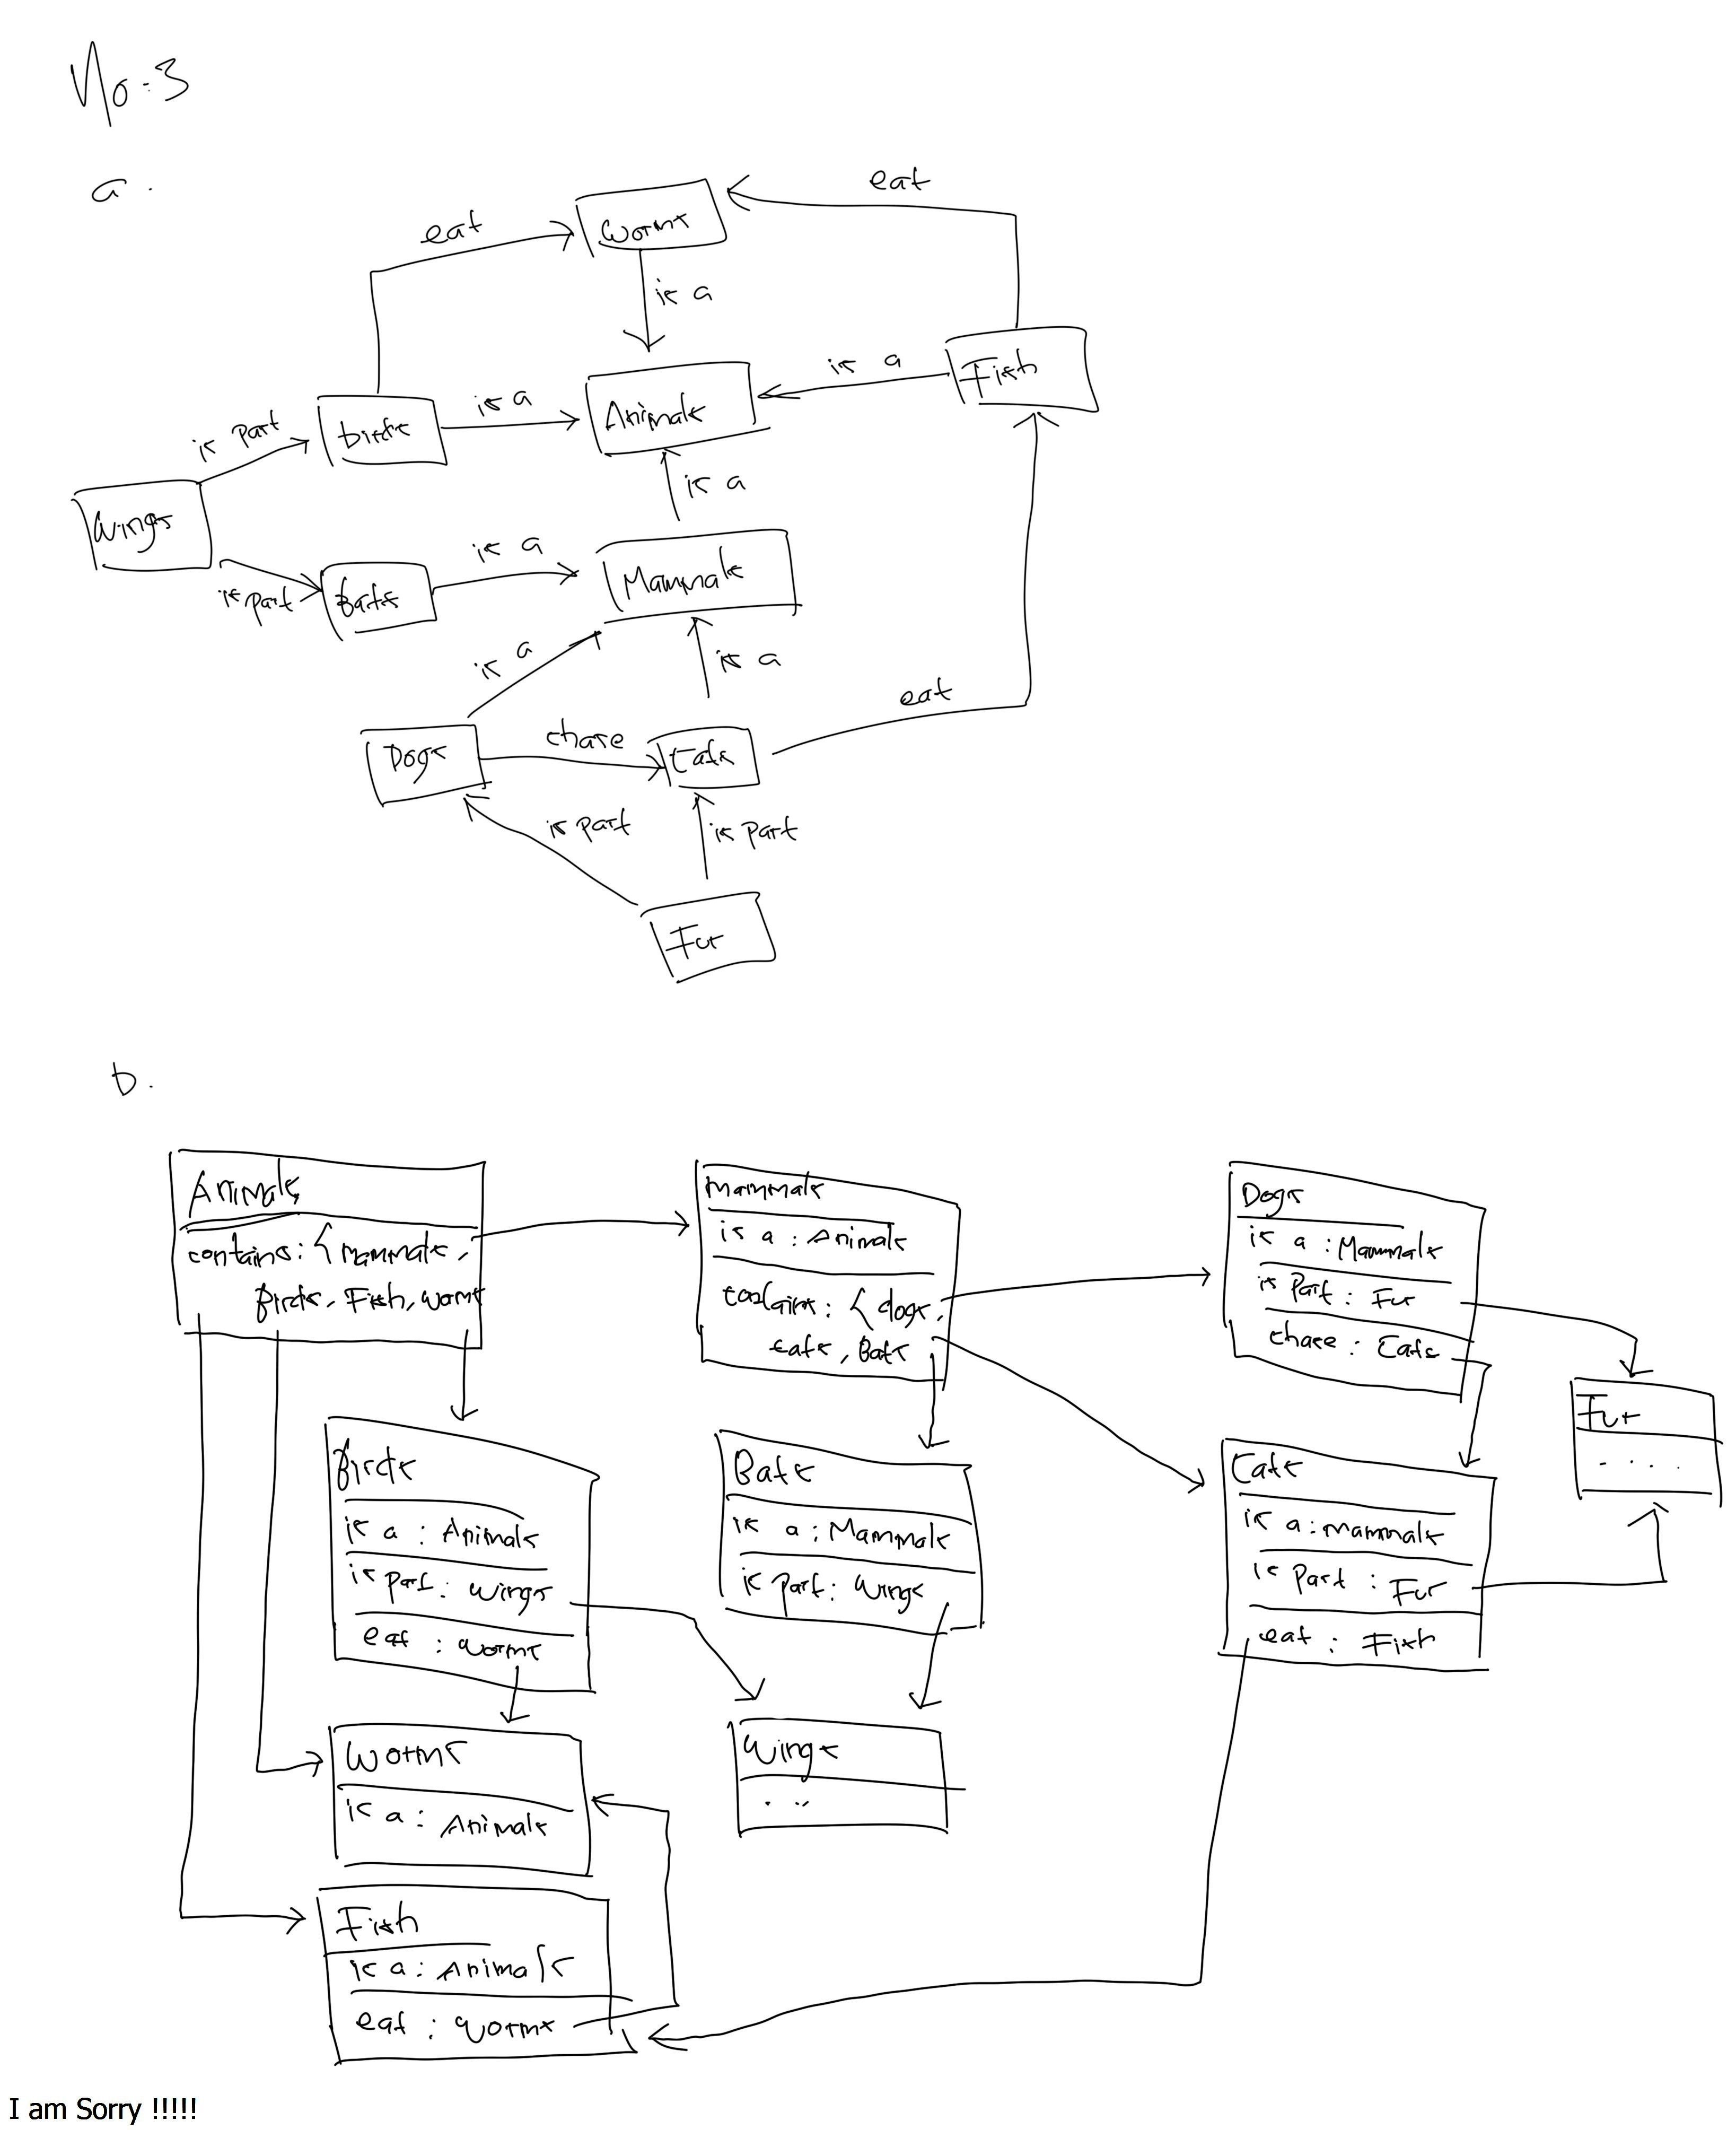 No:3
a.
eat
eat
Worms
is a
Fish
is a
birds
is a
Animals
is part
Wings
is a
is a
Mammals
is part
Bats
is a
is a
eat
Dogs
chase
Cats
is part
is part
Fur
b.
Animals
contains: { mammals,
Birds, Fish, worms
mammals
is a : Animals
contains : { dogs,
cats, Bats
Dogs
is a : Mammals
is Part : Fur
chase : Cats
Fur
. . . .
Birds
is a : Animals
is part : wings
eat : worms
Bats
is a : Mammals
is part : wings
Cats
is a : mammals
is part : Fur
eat : Fish
Worms
is a : Animals
Wings
. . .
Fish
is a : Animals
eat : worms
I am Sorry !!!!!